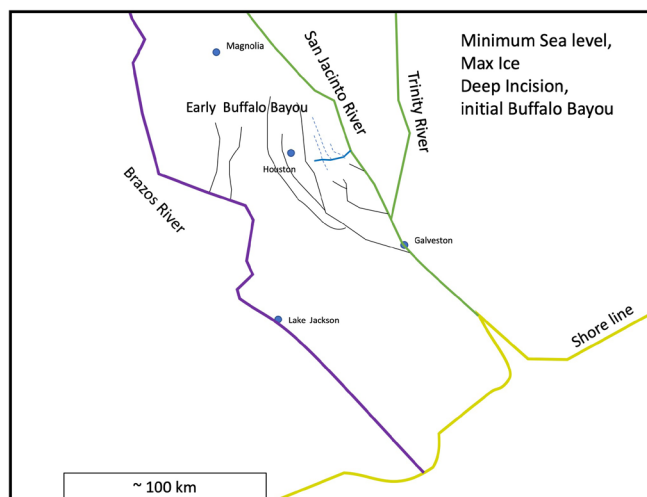 Magnolia
San Jacinto River
Trinity River
Minimum Sea level,
Max Ice
Deep Incision,
initial Buffalo Bayou
Early Buffalo Bayou
Houston
Brazos River
Galveston
Lake Jackson
Shore line
~ 100 km